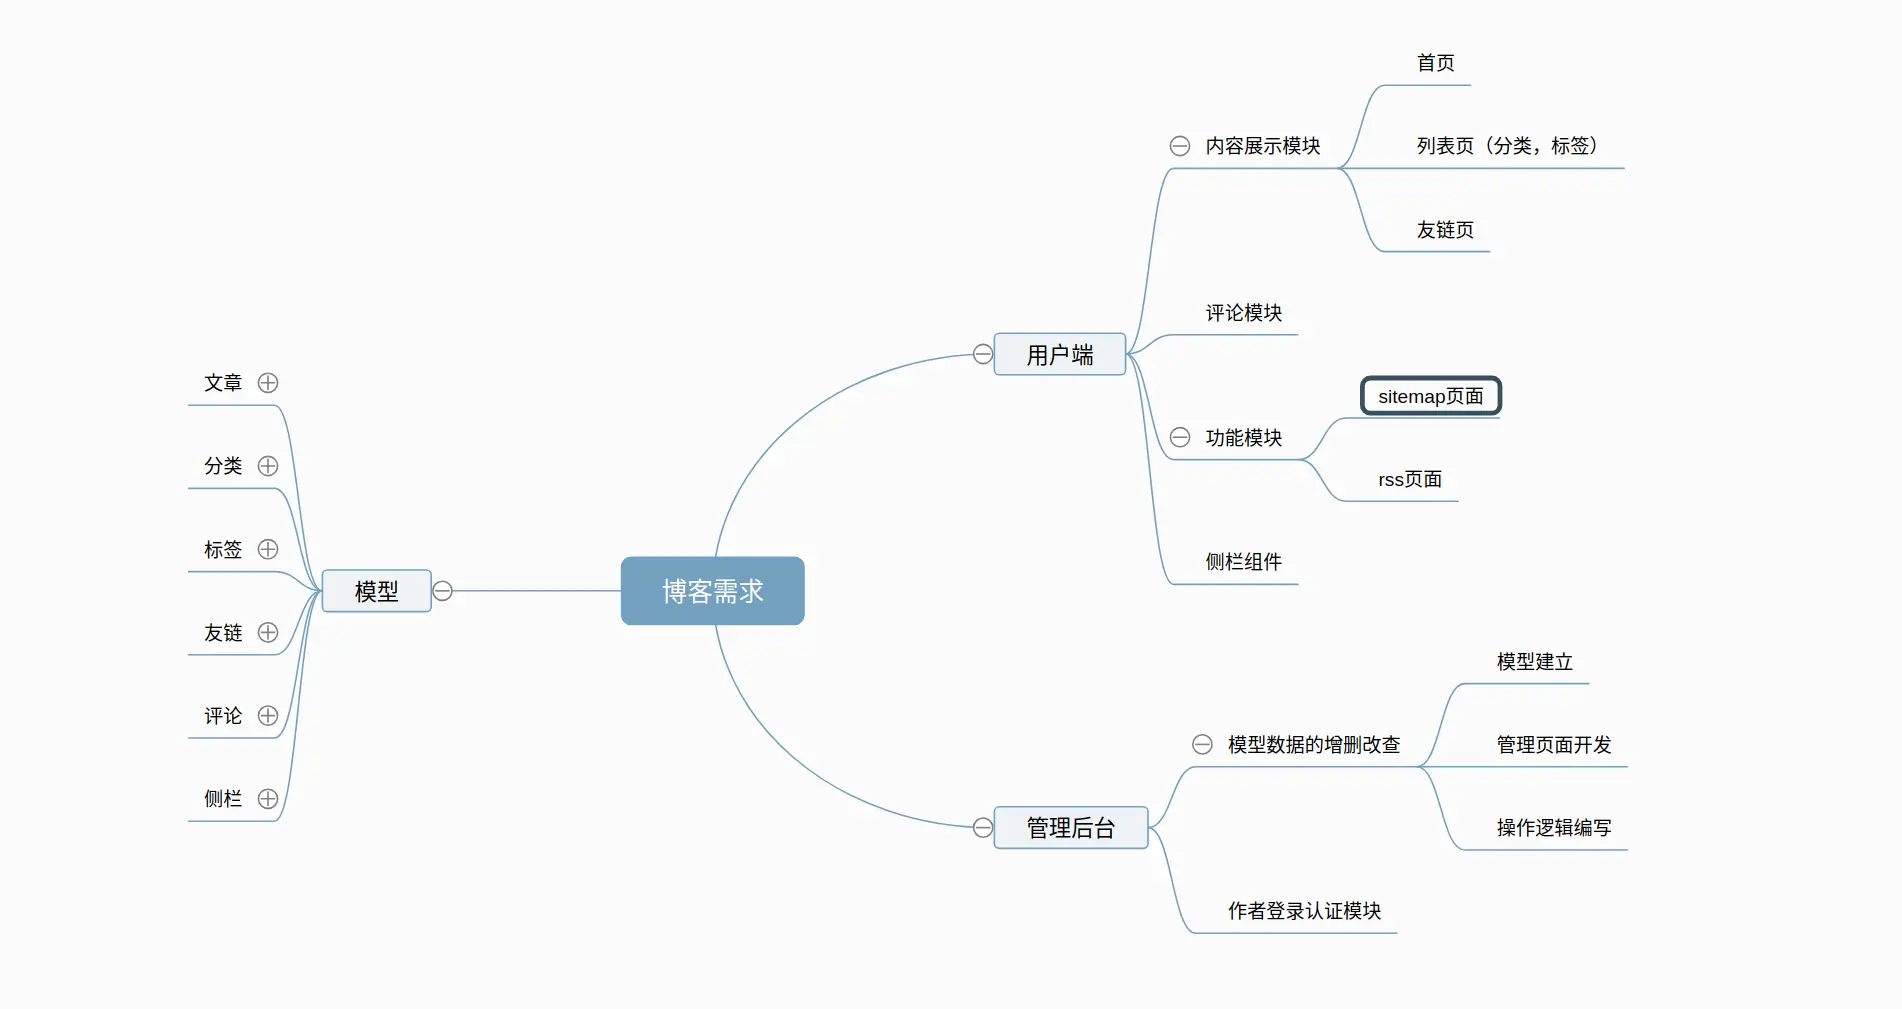 博客需求
用户端
内容展示模块
首页
列表页（分类，标签）
友链页
评论模块
功能模块
sitemap页面
rss页面
侧栏组件
管理后台
模型数据的增删改查
模型建立
管理页面开发
操作逻辑编写
作者登录认证模块
模型
文章
分类
标签
友链
评论
侧栏